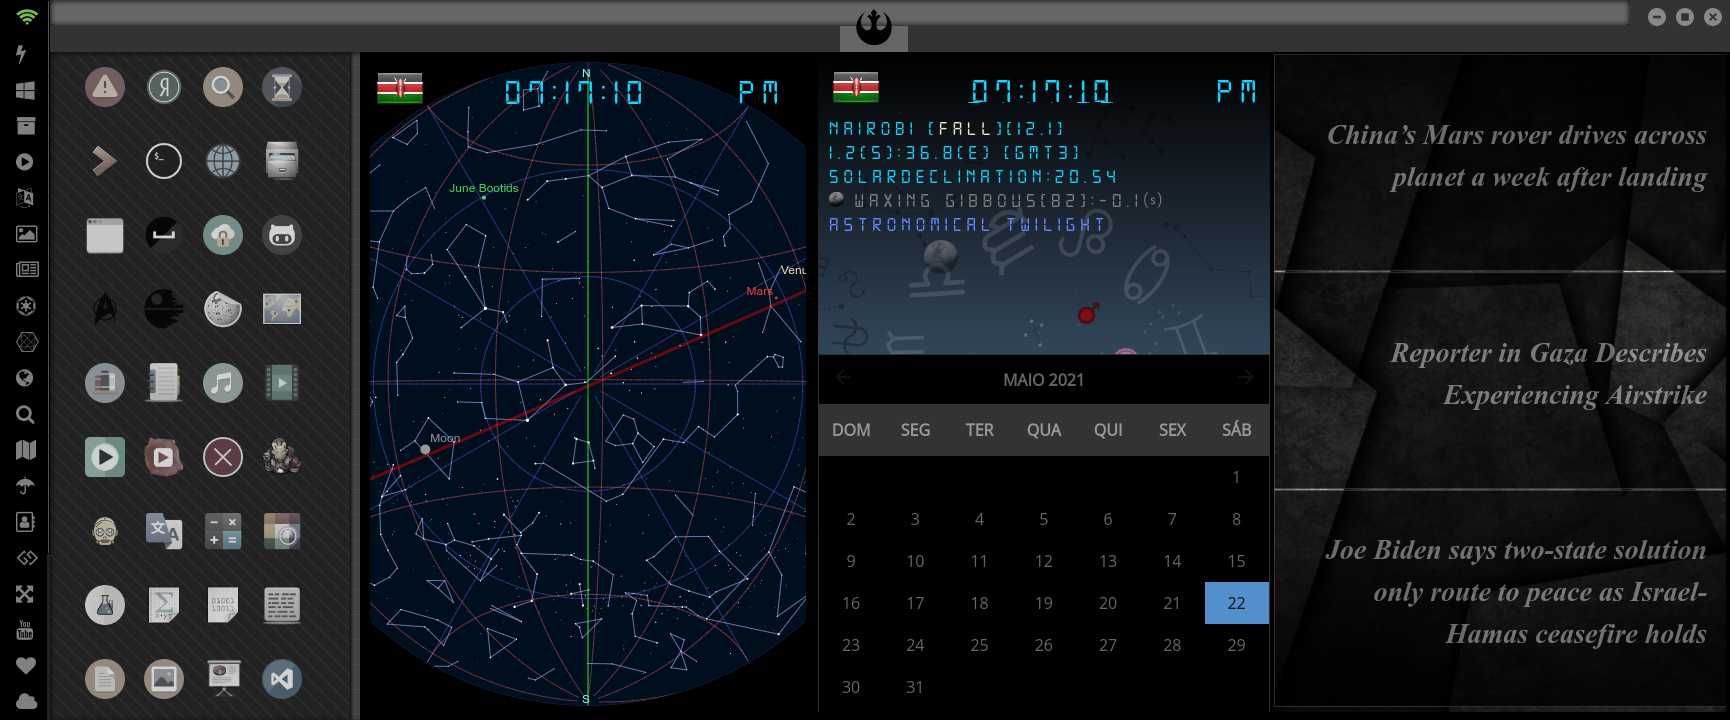 N
07:17:10 PM
June Bootids
Venu
Mars
Moon
S
07:17:10 PM
NAIROBI (FALL)(12.1)
1.2(S):36.8(E) (GMT3)
SOLARDECLINATION:20.54
WAXING GIBBOUS(82):-0.1(s)
ASTRONOMICAL TWILIGHT
MAIO 2021
DOM SEG TER QUA QUI SEX SÁB
1
2 3 4 5 6 7 8
9 10 11 12 13 14 15
16 17 18 19 20 21 22
23 24 25 26 27 28 29
30 31
China’s Mars rover drives across
planet a week after landing
Reporter in Gaza Describes
Experiencing Airstrike
Joe Biden says two-state solution
only route to peace as Israel-
Hamas ceasefire holds
You
Tube